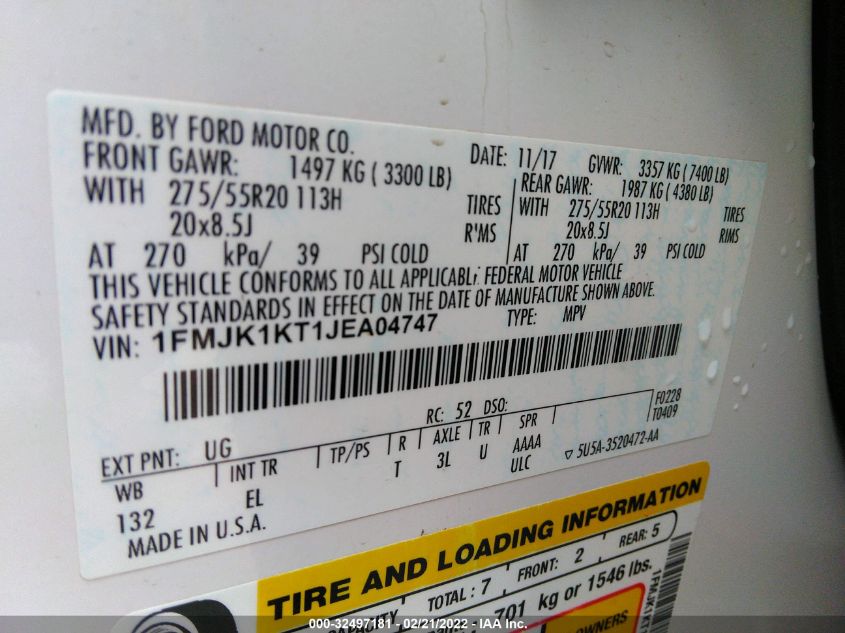 MFD. BY FORD MOTOR CO.
DATE: 11/17 GVWR: 3357 KG ( 7400 LB)
FRONT GAWR: 1497 KG ( 3300 LB)
REAR GAWR: 1987 KG ( 4380 LB)
WITH 275/55R20 113H TIRES
WITH 275/55R20 113H TIRES
20x8.5J R'MS
20x8.5J RIMS
AT 270 kPa/ 39 PSI COLD
AT 270 kPa/ 39 PSI COLD
THIS VEHICLE CONFORMS TO ALL APPLICABL FEDERAL MOTOR VEHICLE
SAFETY STANDARDS IN EFFECT ON THE DATE OF MANUFACTURE SHOWN ABOVE.
VIN: 1FMJK1KT1JEA04747 TYPE: MPV
RC: 52 DSO: F0228
T0409
EXT PNT: UG
WB INT TR TP/PS R AXLE TR SPR
132 EL T 3L U AAAA
ULC
▽ 5U5A-3520472-AA
MADE IN U.S.A.
TIRE AND LOADING INFORMATION
CAPACITY TOTAL : 7 FRONT: 2 REAR: 5
701 kg or 1546 lbs.
OWNERS
000-32497181 - 02/21/2022 - IAA Inc.